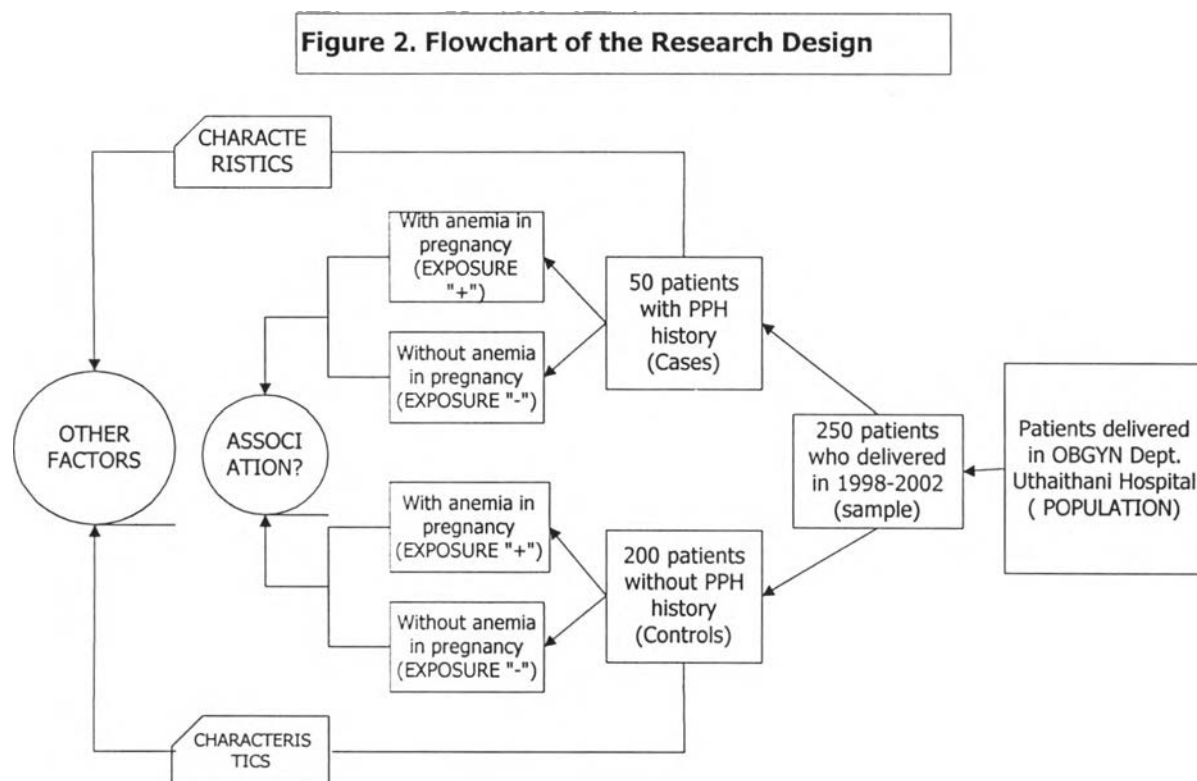 Figure 2. Flowchart of the Research Design
CHARACTE
RISTICS
With anemia in
pregnancy
(EXPOSURE
"+")
Without anemia
in pregnancy
(EXPOSURE "-")
50 patients
with PPH
history
(Cases)
OTHER
FACTORS
ASSOCI
ATION?
250 patients
who delivered
in 1998-2002
(sample)
Patients delivered
in OBGYN Dept.
Uthaithani Hospital
( POPULATION)
With anemia in
pregnancy
(EXPOSURE "+")
Without anemia
in pregnancy
(EXPOSURE "-")
200 patients
without PPH
history
(Controls)
CHARACTERIS
TICS